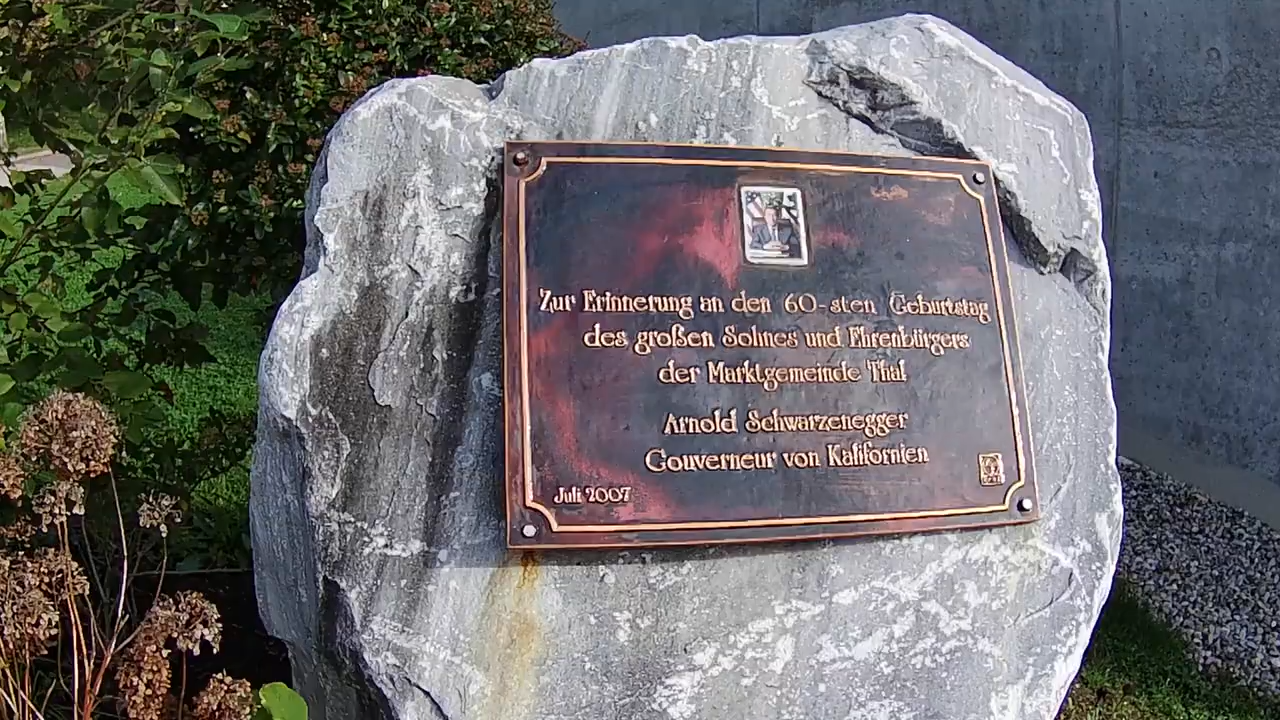 Zur Erinnerung an den 60-sten Geburtstag
des großen Sohnes und Ehrenbürgers
der Marktgemeinde Thal
Arnold Schwarzenegger
Gouverneur von Kalifornien
Juli 2007